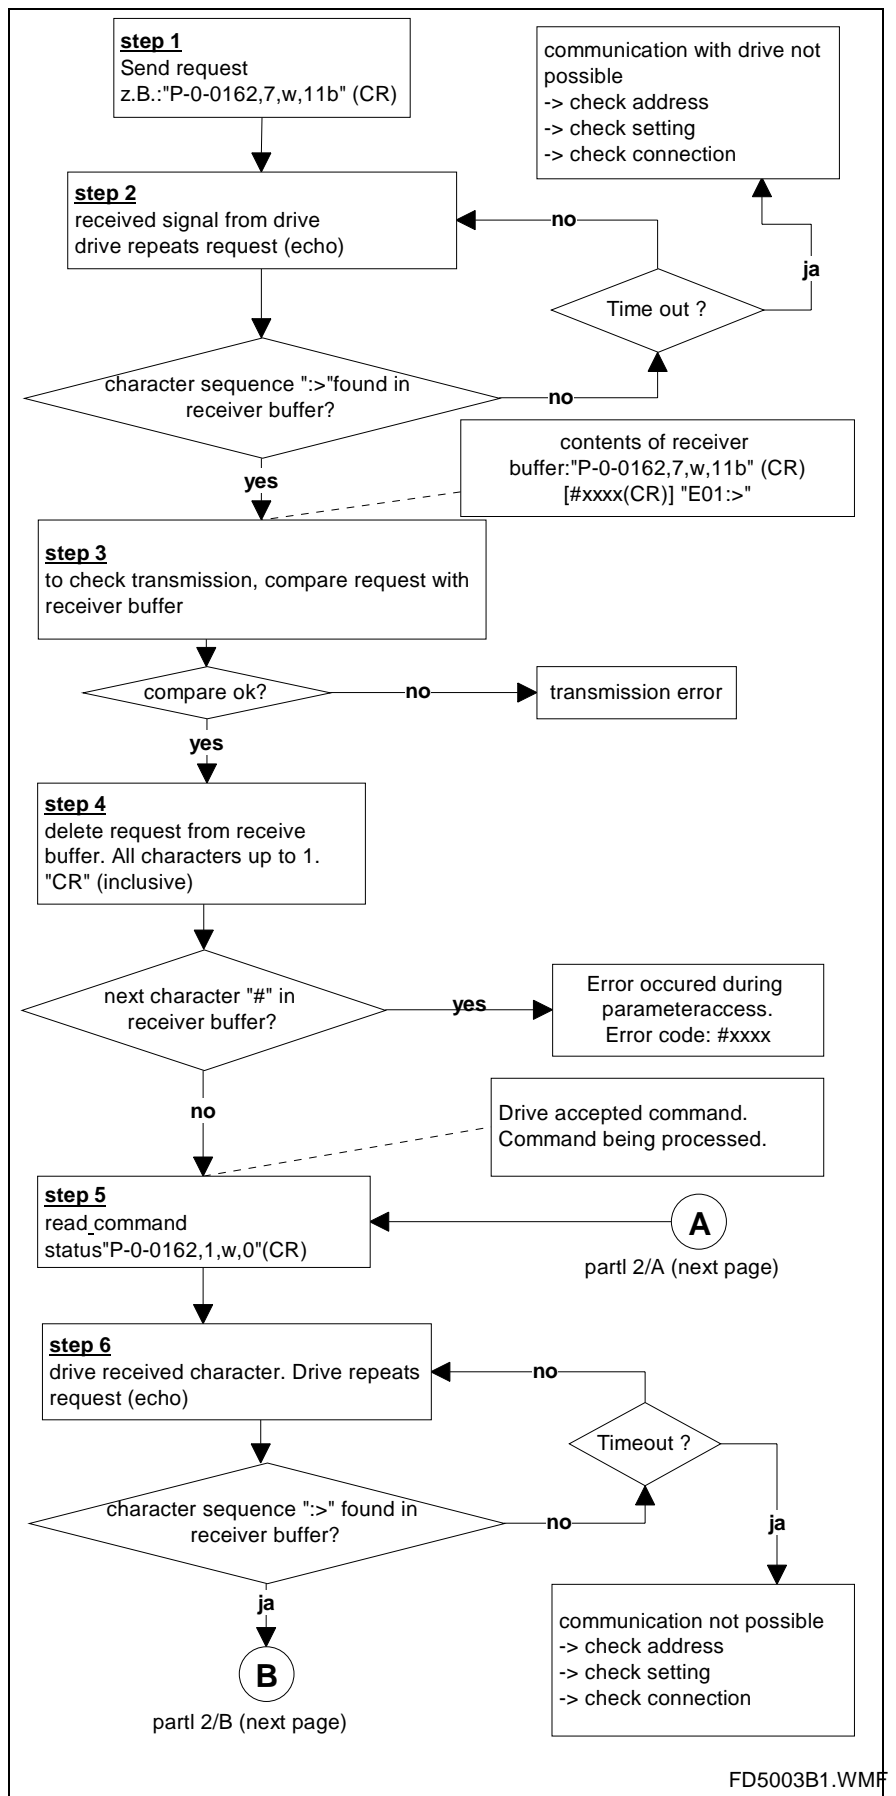 step 1
Send request
z.B.:"P-0-0162,7,w,11b" (CR)
communication with drive not
possible
-> check address
-> check setting
-> check connection
step 2
received signal from drive
drive repeats request (echo)
no
ja
Time out ?
character sequence ":>"found in
receiver buffer?
no
yes
contents of receiver
buffer:"P-0-0162,7,w,11b" (CR)
[#xxxx(CR)] "E01:>"
step 3
to check transmission, compare request with
receiver buffer
compare ok?
no
transmission error
yes
step 4
delete request from receive
buffer. All characters up to 1.
"CR" (inclusive)
next character "#" in
receiver buffer?
yes
Error occured during
parameteraccess.
Error code: #xxxx
no
Drive accepted command.
Command being processed.
step 5
read_command
status"P-0-0162,1,w,0"(CR)
A
partl 2/A (next page)
step 6
drive received character. Drive repeats
request (echo)
no
Timeout ?
character sequence ":>" found in
receiver buffer?
no
ja
ja
B
partl 2/B (next page)
communication not possible
-> check address
-> check setting
-> check connection
FD5003B1.WMF